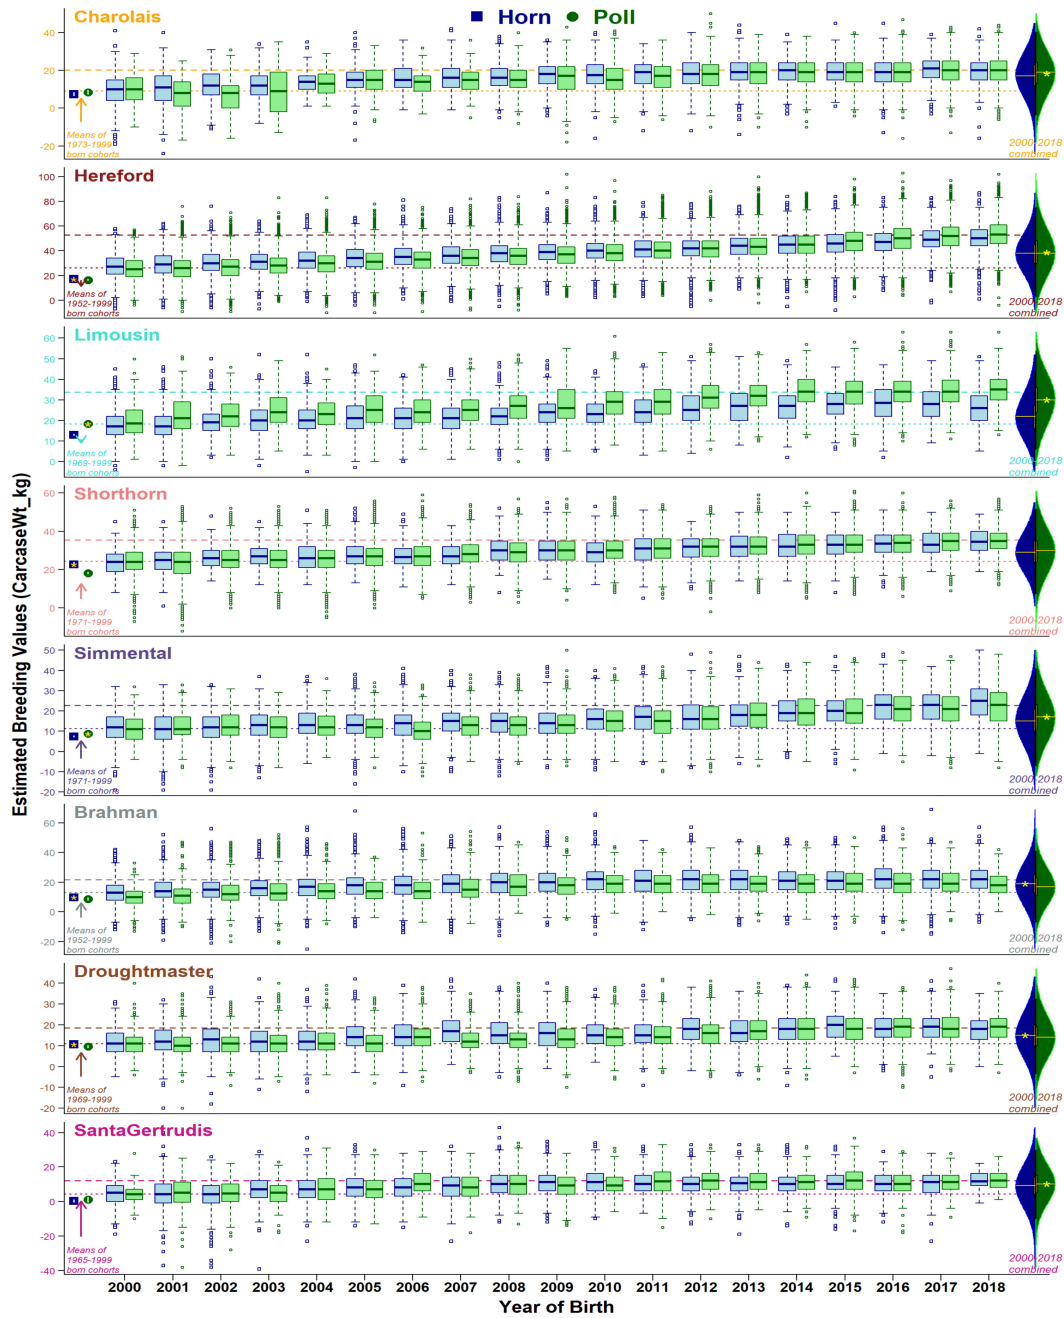 Horn Poll
Estimated Breeding Values (CarcaseWt_kg)
Charolais
40
20
0
-20
Means of
1973-1999
born cohorts
2000-2018
combined
Hereford
100
80
60
40
20
0
Means of
1952-1999
born cohorts
2000-2018
combined
Limousin
60
50
40
30
20
10
0
Means of
1969-1999
born cohorts
2000-2018
combined
Shorthorn
60
40
20
0
Means of
1971-1999
born cohorts
2000-2018
combined
Simmental
50
40
30
20
10
0
-10
-20
Means of
1971-1999
born cohorts
2000-2018
combined
Brahman
60
40
20
0
-20
Means of
1952-1999
born cohorts
2000-2018
combined
Droughtmaster
40
30
20
10
0
-10
-20
Means of
1969-1999
born cohorts
2000-2018
combined
SantaGertrudis
40
20
0
-20
-40
Means of
1965-1999
born cohorts
2000-2018
combined
2000 2001 2002 2003 2004 2005 2006 2007 2008 2009 2010 2011 2012 2013 2014 2015 2016 2017 2018
Year of Birth